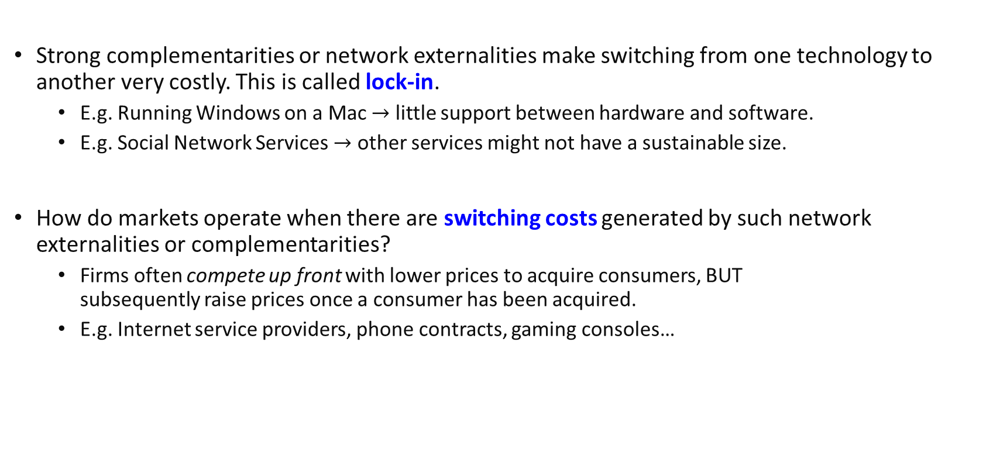 • Strong complementarities or network externalities make switching from one technology to
another very costly. This is called lock-in.
• E.g. Running Windows on a Mac → little support between hardware and software.
• E.g. Social Network Services → other services might not have a sustainable size.
• How do markets operate when there are switching costs generated by such network
externalities or complementarities?
• Firms often compete up front with lower prices to acquire consumers, BUT
subsequently raise prices once a consumer has been acquired.
• E.g. Internet service providers, phone contracts, gaming consoles…